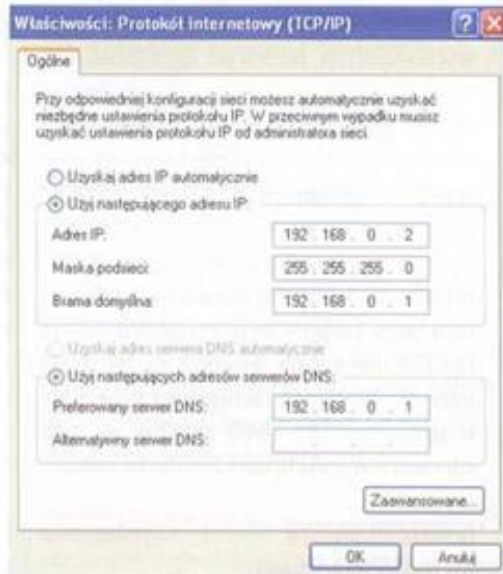 Właściwości: Protokół internetowy (TCP/IP)
Ogólne
Przy odpowiedniej konfiguracji sieci możesz automatycznie uzyskać
niezbędne ustawienia protokołu IP. W przeciwnym wypadku musisz
uzyskać ustawienia protokołu IP od administratora sieci.
Uzyskaj adres IP automatycznie
Użyj następującego adresu IP:
Adres IP: 192 . 168 . 0 . 2
Maska podsieci: 255 . 255 . 255 . 0
Brama domyślna: 192 . 168 . 0 . 1
Uzyskaj adres serwera DNS automatycznie
Użyj następujących adresów serwerów DNS:
Preferowany serwer DNS: 192 . 168 . 0 . 1
Alternatywny serwer DNS: . . .
Zaawansowane...
OK
Anuluj